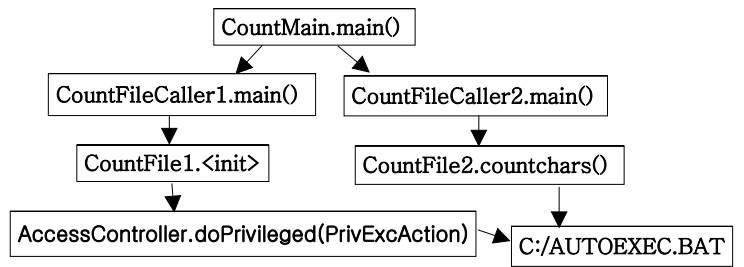 CountMain.main()
CountFileCaller1.main()
CountFileCaller2.main()
CountFile1.<init>
CountFile2.countchars()
AccessController.doPrivileged(PrivExcAction)
C:/AUTOEXEC.BAT